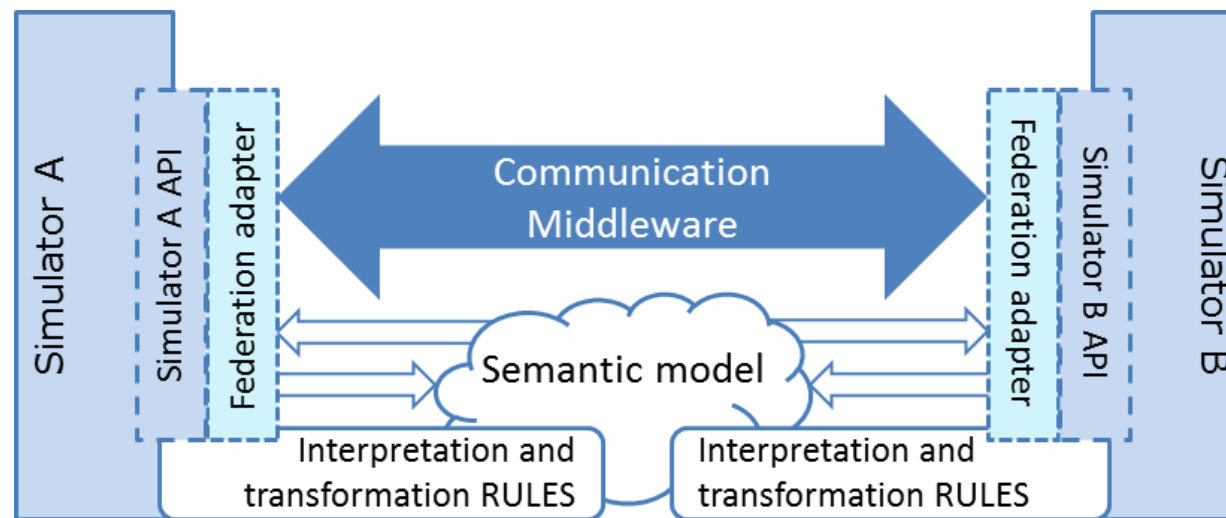 Simulator A
Simulator A API
Federation adapter
Communication
Middleware
Semantic model
Interpretation and
transformation RULES
Interpretation and
transformation RULES
Federation adapter
Simulator B API
Simulator B